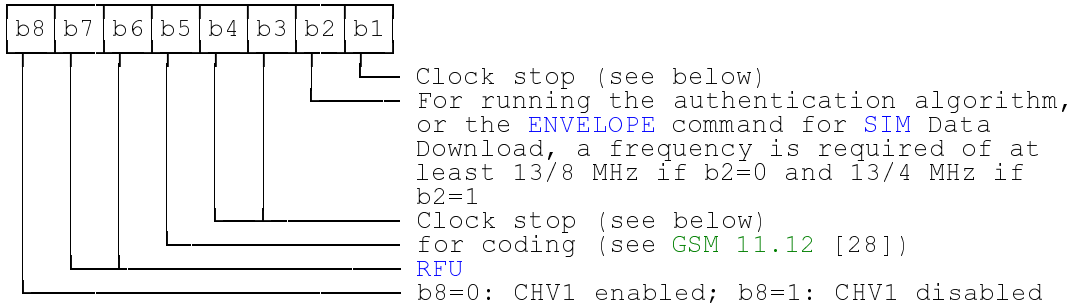 b8 b7 b6 b5 b4 b3 b2 b1
Clock stop (see below)
For running the authentication algorithm,
or the ENVELOPE command for SIM Data
Download, a frequency is required of at
least 13/8 MHz if b2=0 and 13/4 MHz if
b2=1
Clock stop (see below)
for coding (see GSM 11.12 [28])
RFU
b8=0: CHV1 enabled; b8=1: CHV1 disabled